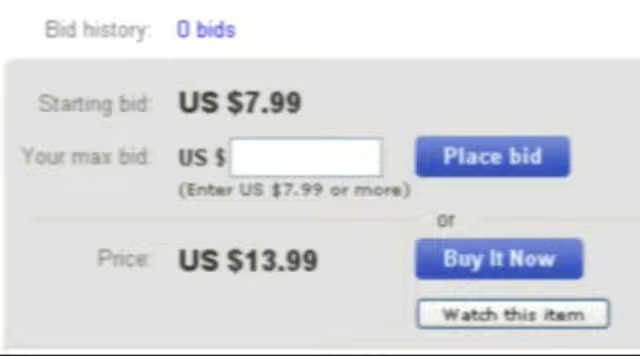 Bid history: 0 bids
Starting bid: US $7.99
Your max bid: US $ Place bid
(Enter US $7.99 or more)
or
Price: US $13.99 Buy It Now
Watch this item